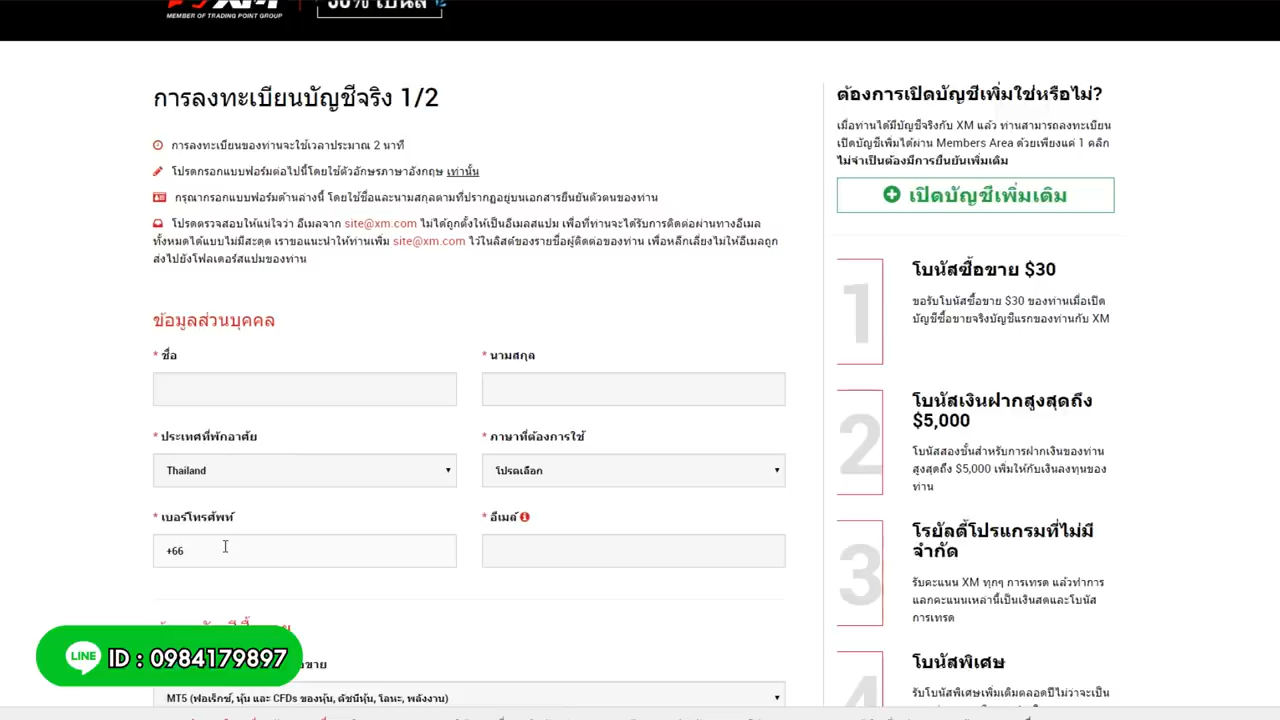 XM
MEMBER OF TRADING POINT GROUP
50% โบนัส
การลงทะเบียนบัญชีจริง 1/2
การลงทะเบียนของท่านจะใช้เวลาประมาณ 2 นาที
โปรดกรอกแบบฟอร์มต่อไปนี้โดยใช้ตัวอักษรภาษาอังกฤษ เท่านั้น
กรุณากรอกแบบฟอร์มด้านล่างนี้ โดยใช้ชื่อและนามสกุลตามที่ปรากฏอยู่บนเอกสารยืนยันตัวตนของท่าน
โปรดตรวจสอบให้แน่ใจว่า อีเมลจาก site@xm.com ไม่ได้ถูกตั้งให้เป็นอีเมลสแปม เพื่อที่ท่านจะได้รับการติดต่อผ่านทางอีเมล
ทั้งหมดได้แบบไม่มีสะดุด เราขอแนะนำให้ท่านเพิ่ม site@xm.com ไว้ในลิสต์ของรายชื่อผู้ติดต่อของท่าน เพื่อหลีกเลี่ยงไม่ให้อีเมลถูก
ส่งไปยังโฟลเดอร์สแปมของท่าน
ข้อมูลส่วนบุคคล
* ชื่อ
* นามสกุล
* ประเทศที่พักอาศัย
* ภาษาที่ต้องการใช้
Thailand
โปรดเลือก
* เบอร์โทรศัพท์
* อีเมล์
+66
LINE ID : 0984179897
MT5 (ฟอเร็กซ์, หุ้น และ CFDs ของหุ้น, ดัชนีหุ้น, โลหะ, พลังงาน)
ต้องการเปิดบัญชีเพิ่มใช่หรือไม่?
เมื่อท่านได้มีบัญชีจริงกับ XM แล้ว ท่านสามารถลงทะเบียน
เปิดบัญชีเพิ่มได้ผ่าน Members Area ด้วยเพียงแค่ 1 คลิก
ไม่จำเป็นต้องมีการยืนยันเพิ่มเติม
เปิดบัญชีเพิ่มเติม
1
โบนัสซื้อขาย $30
ขอรับโบนัสซื้อขาย $30 ของท่านเมื่อเปิด
บัญชีซื้อขายจริงบัญชีแรกของท่านกับ XM
2
โบนัสเงินฝากสูงสุดถึง
$5,000
โบนัสสองขั้นสำหรับการฝากเงินของท่าน
สูงสุดถึง $5,000 เพิ่มให้กับเงินลงทุนของ
ท่าน
3
โรยัลตี้โปรแกรมที่ไม่มี
จำกัด
รับคะแนน XM ทุกๆ การเทรด แล้วทำการ
แลกคะแนนเหล่านี้เป็นเงินสดและโบนัส
การเทรด
4
โบนัสพิเศษ
รับโบนัสพิเศษเพิ่มเติมตลอดปีไม่ว่าจะเป็น